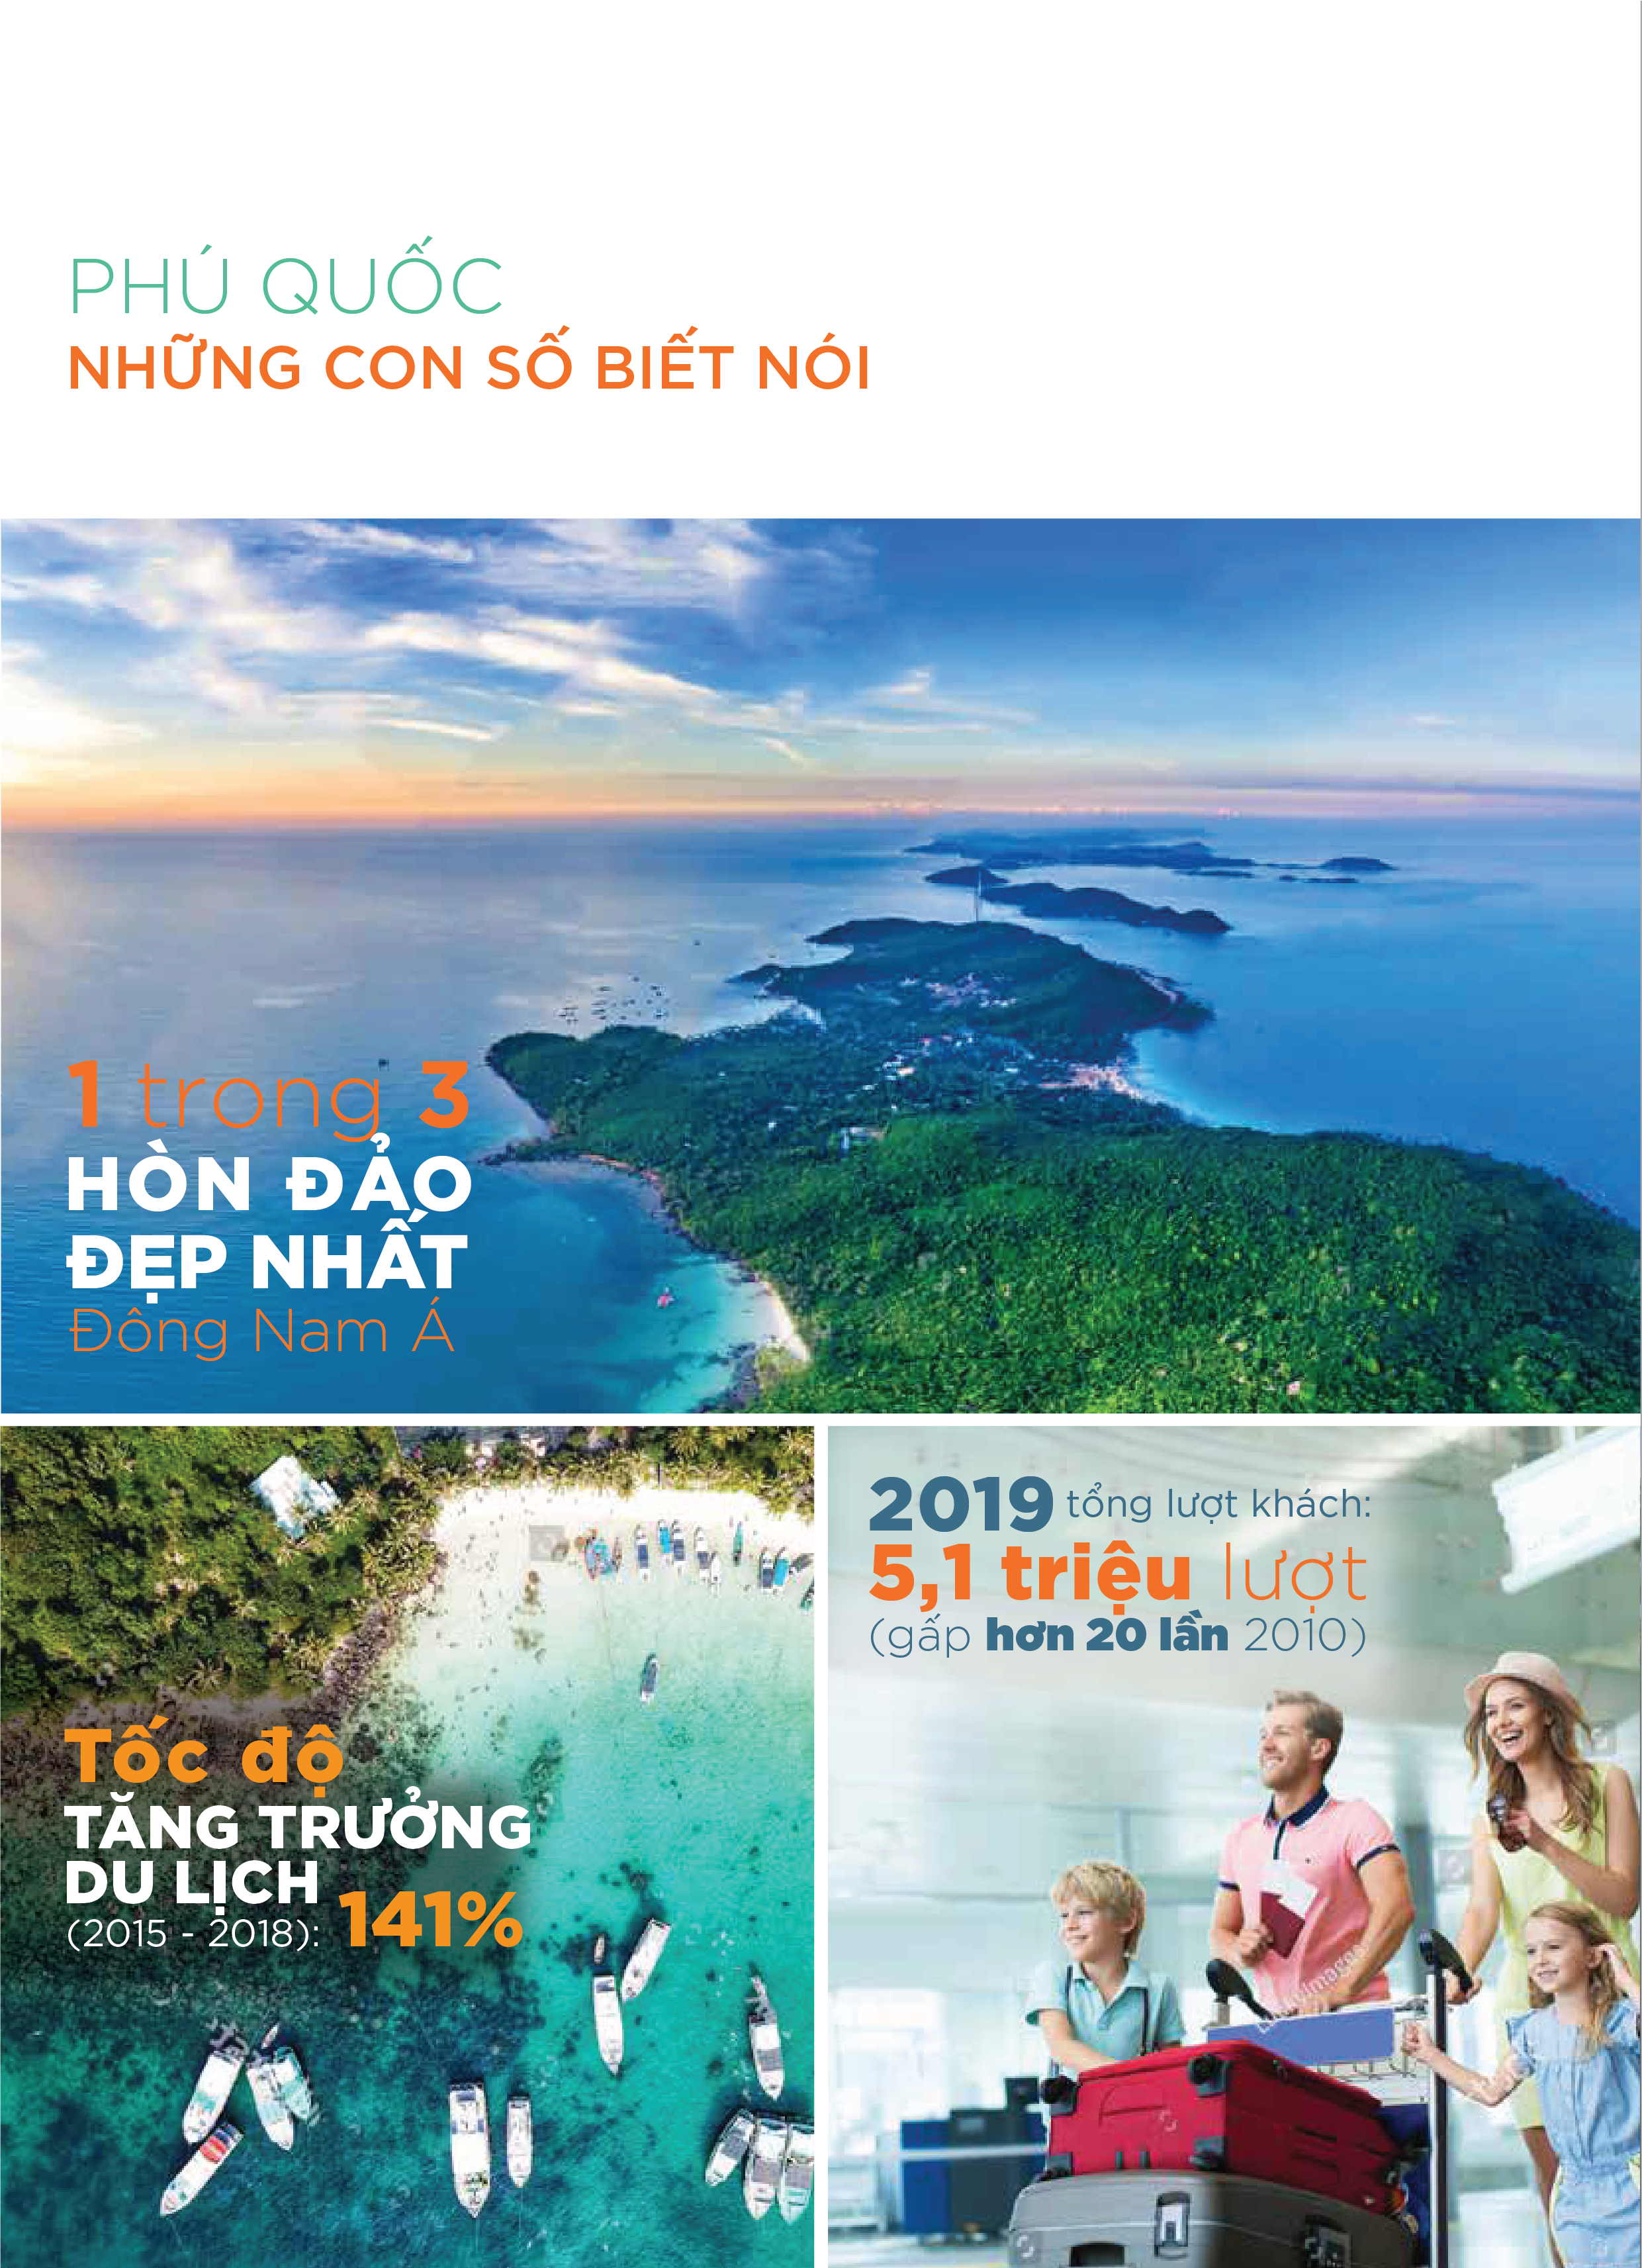 PHÚ QUỐC
NHỮNG CON SỐ BIẾT NÓI
1 trong 3
HÒN ĐẢO
ĐẸP NHẤT
Đông Nam Á
Tốc độ
TĂNG TRƯỞNG
DU LỊCH
(2015 - 2018): 141%
2019 tổng lượt khách:
5,1 triệu lượt
(gấp hơn 20 lần 2010)